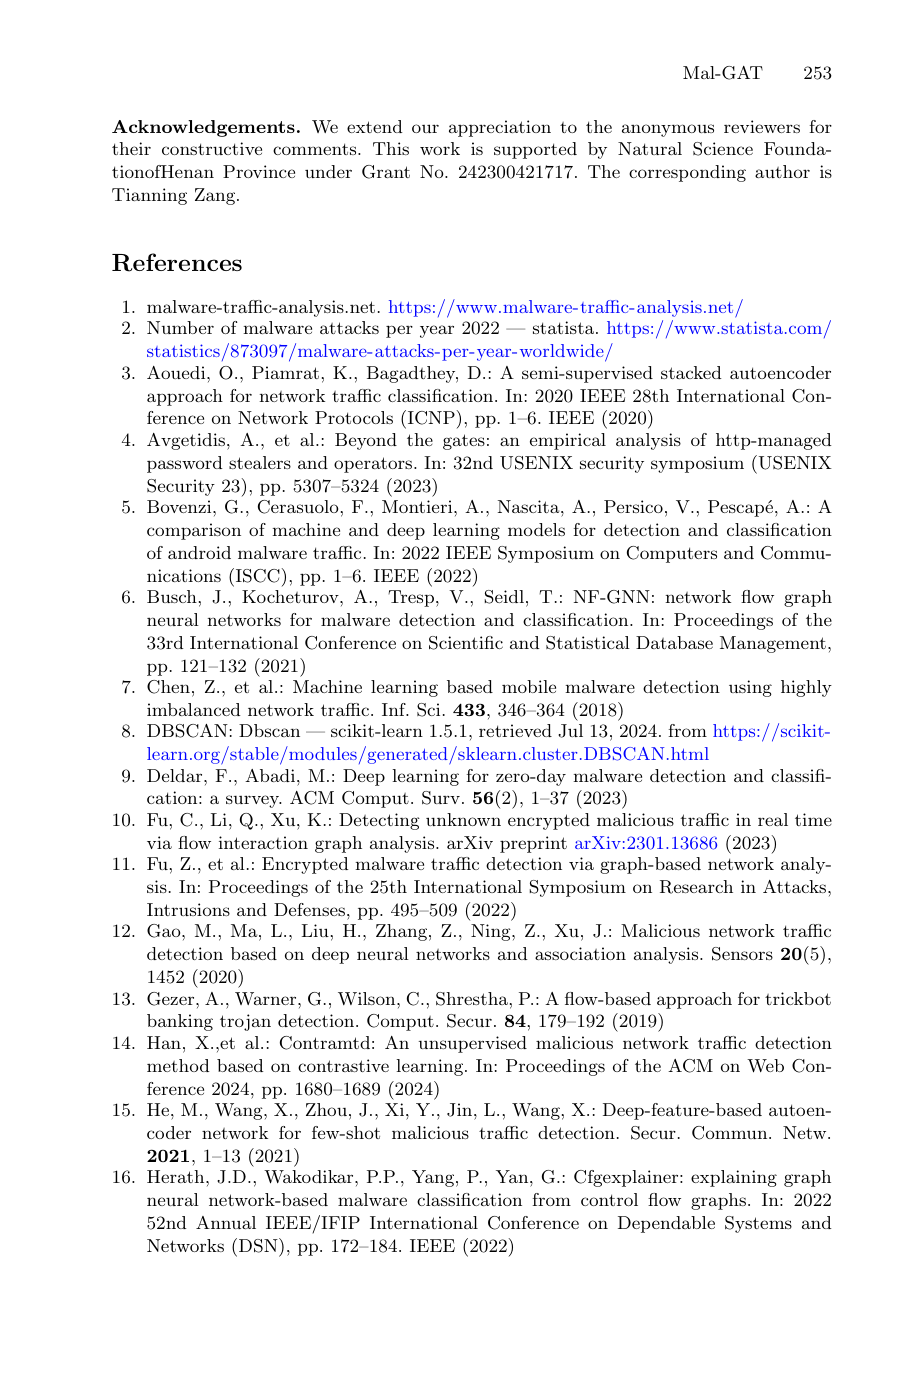 Mal-GAT 253
Acknowledgements. We extend our appreciation to the anonymous reviewers for
their constructive comments. This work is supported by Natural Science Founda-
tionofHenan Province under Grant No. 242300421717. The corresponding author is
Tianning Zang.
References
1. malware-traffic-analysis.net. https://www.malware-traffic-analysis.net/
2. Number of malware attacks per year 2022 — statista. https://www.statista.com/
statistics/873097/malware-attacks-per-year-worldwide/
3. Aouedi, O., Piamrat, K., Bagadthey, D.: A semi-supervised stacked autoencoder
approach for network traffic classification. In: 2020 IEEE 28th International Con-
ference on Network Protocols (ICNP), pp. 1–6. IEEE (2020)
4. Avgetidis, A., et al.: Beyond the gates: an empirical analysis of http-managed
password stealers and operators. In: 32nd USENIX security symposium (USENIX
Security 23), pp. 5307–5324 (2023)
5. Bovenzi, G., Cerasuolo, F., Montieri, A., Nascita, A., Persico, V., Pescapé, A.: A
comparison of machine and deep learning models for detection and classification
of android malware traffic. In: 2022 IEEE Symposium on Computers and Commu-
nications (ISCC), pp. 1–6. IEEE (2022)
6. Busch, J., Kocheturov, A., Tresp, V., Seidl, T.: NF-GNN: network flow graph
neural networks for malware detection and classification. In: Proceedings of the
33rd International Conference on Scientific and Statistical Database Management,
pp. 121–132 (2021)
7. Chen, Z., et al.: Machine learning based mobile malware detection using highly
imbalanced network traffic. Inf. Sci. 433, 346–364 (2018)
8. DBSCAN: Dbscan — scikit-learn 1.5.1, retrieved Jul 13, 2024. from https://scikit-
learn.org/stable/modules/generated/sklearn.cluster.DBSCAN.html
9. Deldar, F., Abadi, M.: Deep learning for zero-day malware detection and classifi-
cation: a survey. ACM Comput. Surv. 56(2), 1–37 (2023)
10. Fu, C., Li, Q., Xu, K.: Detecting unknown encrypted malicious traffic in real time
via flow interaction graph analysis. arXiv preprint arXiv:2301.13686 (2023)
11. Fu, Z., et al.: Encrypted malware traffic detection via graph-based network analy-
sis. In: Proceedings of the 25th International Symposium on Research in Attacks,
Intrusions and Defenses, pp. 495–509 (2022)
12. Gao, M., Ma, L., Liu, H., Zhang, Z., Ning, Z., Xu, J.: Malicious network traffic
detection based on deep neural networks and association analysis. Sensors 20(5),
1452 (2020)
13. Gezer, A., Warner, G., Wilson, C., Shrestha, P.: A flow-based approach for trickbot
banking trojan detection. Comput. Secur. 84, 179–192 (2019)
14. Han, X.,et al.: Contramtd: An unsupervised malicious network traffic detection
method based on contrastive learning. In: Proceedings of the ACM on Web Con-
ference 2024, pp. 1680–1689 (2024)
15. He, M., Wang, X., Zhou, J., Xi, Y., Jin, L., Wang, X.: Deep-feature-based autoen-
coder network for few-shot malicious traffic detection. Secur. Commun. Netw.
2021, 1–13 (2021)
16. Herath, J.D., Wakodikar, P.P., Yang, P., Yan, G.: Cfgexplainer: explaining graph
neural network-based malware classification from control flow graphs. In: 2022
52nd Annual IEEE/IFIP International Conference on Dependable Systems and
Networks (DSN), pp. 172–184. IEEE (2022)